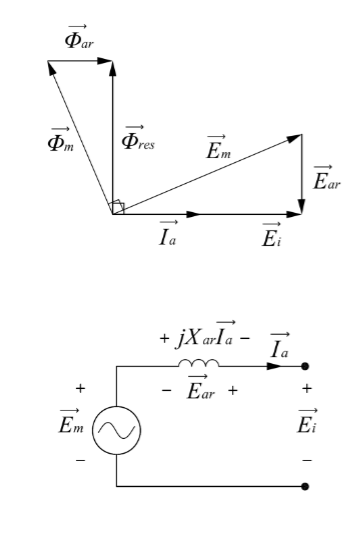 Φar
Φm Φres Em Ear
Ia Ei
+ jXarIa − Ia
+ − Ear + +
Em Ei
− −